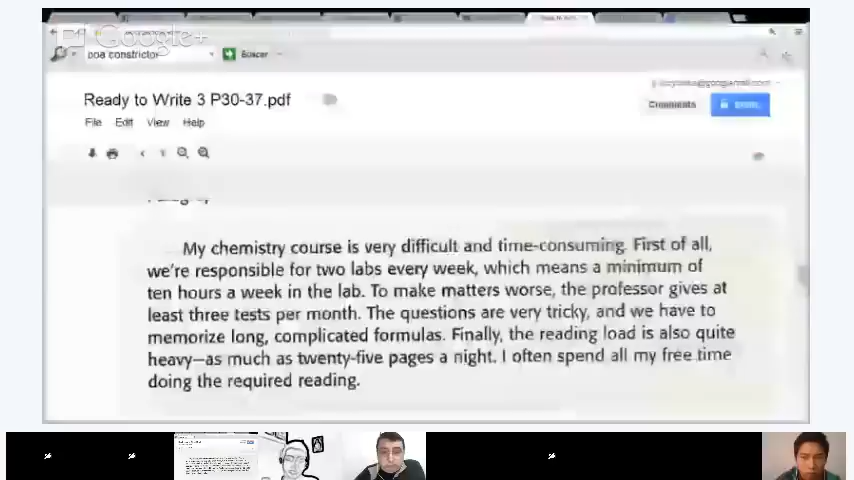 Google+
boa constrictor
Buscar
Ready to Write 3 P30-37.pdf
Comments
File Edit View Help
My chemistry course is very difficult and time-consuming. First of all,
we're responsible for two labs every week, which means a minimum of
ten hours a week in the lab. To make matters worse, the professor gives at
least three tests per month. The questions are very tricky, and we have to
memorize long, complicated formulas. Finally, the reading load is also quite
heavy—as much as twenty-five pages a night. I often spend all my free time
doing the required reading.